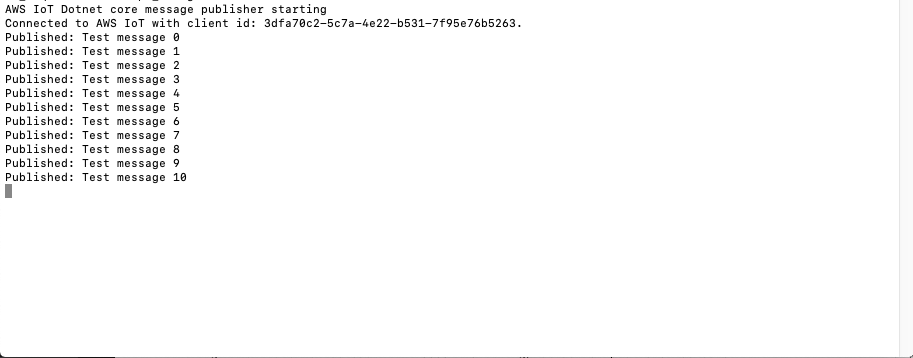 AWS IoT Dotnet core message publisher starting
Connected to AWS IoT with client id: 3dfa70c2-5c7a-4e22-b531-7f95e76b5263.
Published: Test message 0
Published: Test message 1
Published: Test message 2
Published: Test message 3
Published: Test message 4
Published: Test message 5
Published: Test message 6
Published: Test message 7
Published: Test message 8
Published: Test message 9
Published: Test message 10